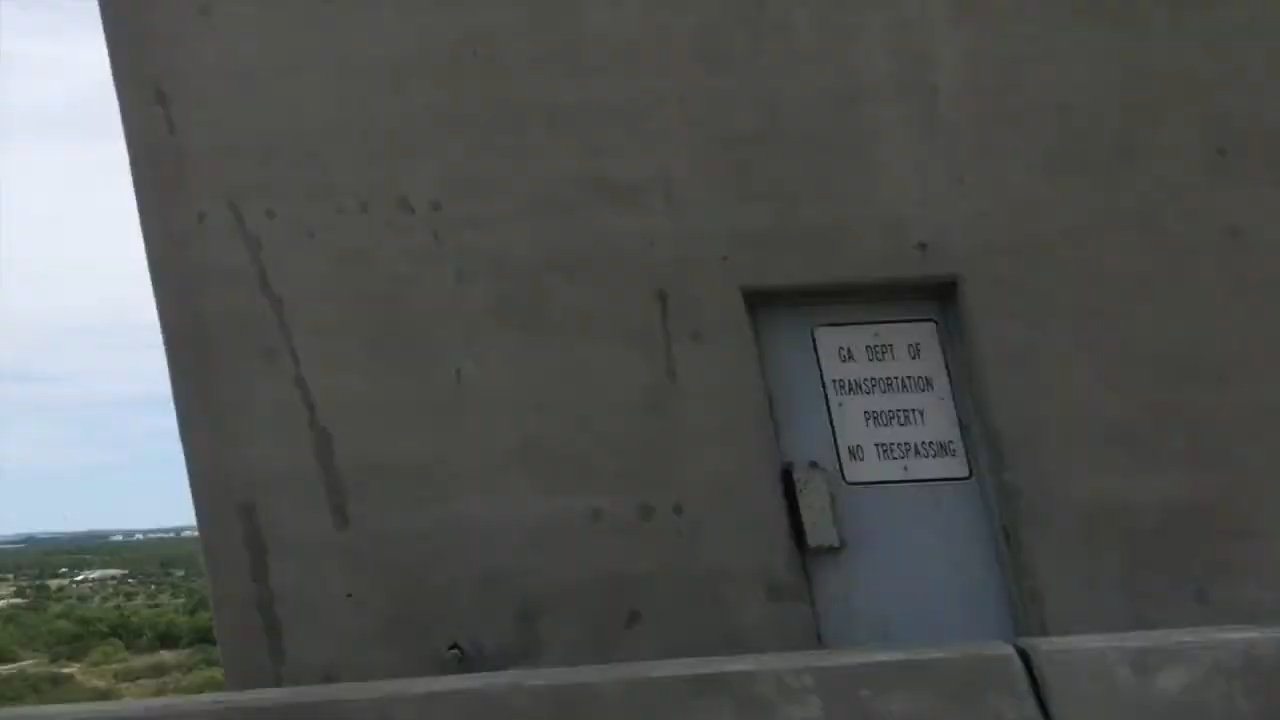 GA DEPT OF
TRANSPORTATION
PROPERTY
NO TRESPASSING